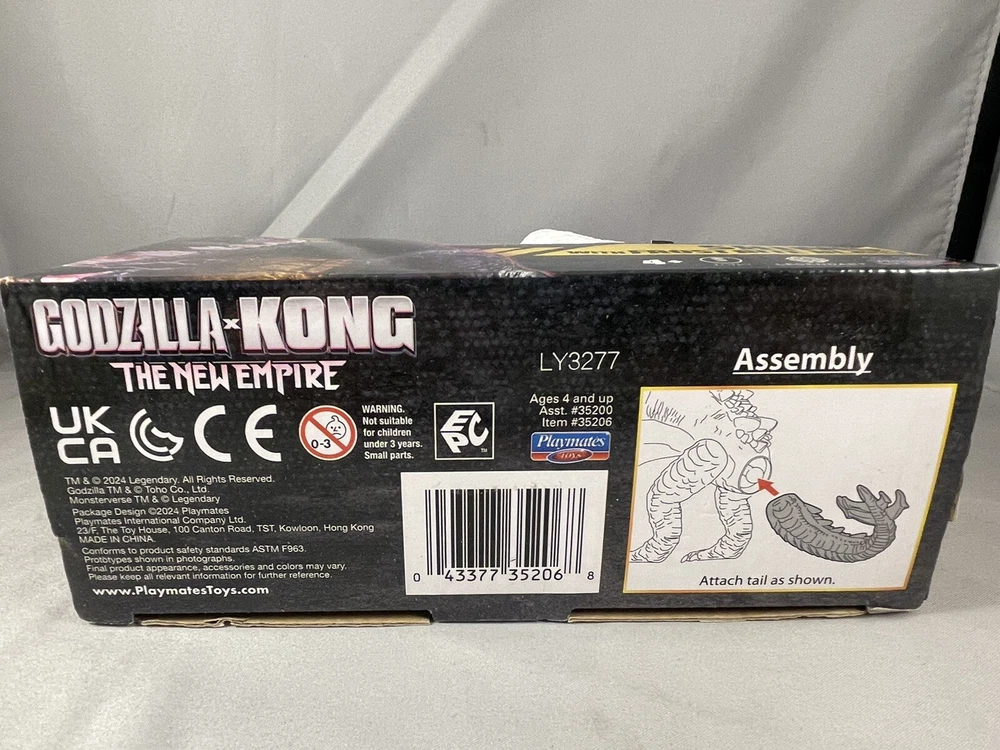 4+
GODZILLA x KONG
THE NEW EMPIRE
UK
CA
CE
0-3
WARNING.
Not suitable
for children
under 3 years.
Small parts.
EPC
TM
LY3277
Ages 4 and up
Asst. #35200
Item #35206
Playmates
TOYS
Assembly
TM & © 2024 Legendary. All Rights Reserved.
Godzilla TM & © Toho Co., Ltd.
Monsterverse TM & © Legendary
Package Design ©2024 Playmates
Playmates International Company Ltd.
23/F, The Toy House, 100 Canton Road, TST, Kowloon, Hong Kong
MADE IN CHINA.
Conforms to product safety standards ASTM F963.
Prototypes shown in photographs.
Final product appearance, accessories and colors may vary.
Please keep all relevant information for further reference.
www.PlaymatesToys.com
0 43377 35206 8
Attach tail as shown.